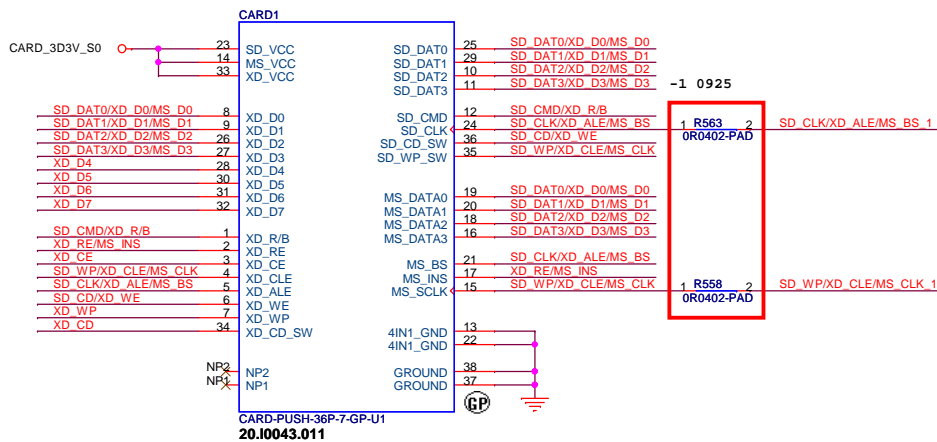 CARD1
CARD_3D3V_S0
23 SD_VCC
14 MS_VCC
33 XD_VCC
SD_DAT0/XD_D0/MS_D0 8 XD_D0
SD_DAT1/XD_D1/MS_D1 9 XD_D1
SD_DAT2/XD_D2/MS_D2 26 XD_D2
SD_DAT3/XD_D3/MS_D3 27 XD_D3
XD_D4 28 XD_D4
XD_D5 30 XD_D5
XD_D6 31 XD_D6
XD_D7 32 XD_D7
SD_CMD/XD_R/B 1 XD_R/B
XD_RE/MS_INS 2 XD_RE
XD_CE 3 XD_CE
SD_WP/XD_CLE/MS_CLK 4 XD_CLE
SD_CLK/XD_ALE/MS_BS 5 XD_ALE
SD_CD/XD_WE 6 XD_WE
XD_WP 7 XD_WP
XD_CD 34 XD_CD_SW
NP2 NP2
NP1 NP1
SD_DAT0 25 SD_DAT0/XD_D0/MS_D0
SD_DAT1 29 SD_DAT1/XD_D1/MS_D1
SD_DAT2 10 SD_DAT2/XD_D2/MS_D2
SD_DAT3 11 SD_DAT3/XD_D3/MS_D3
SD_CMD 12 SD_CMD/XD_R/B
SD_CLK 24 SD_CLK/XD_ALE/MS_BS
SD_CD_SW 36 SD_CD/XD_WE
SD_WP_SW 35 SD_WP/XD_CLE/MS_CLK
MS_DATA0 19 SD_DAT0/XD_D0/MS_D0
MS_DATA1 20 SD_DAT1/XD_D1/MS_D1
MS_DATA2 18 SD_DAT2/XD_D2/MS_D2
MS_DATA3 16 SD_DAT3/XD_D3/MS_D3
MS_BS 21 SD_CLK/XD_ALE/MS_BS
MS_INS 17 XD_RE/MS_INS
MS_SCLK 15 SD_WP/XD_CLE/MS_CLK
4IN1_GND 13
4IN1_GND 22
GROUND 38
GROUND 37
GP
-1 0925
1 R563 2 SD_CLK/XD_ALE/MS_BS_1
0R0402-PAD
1 R558 2 SD_WP/XD_CLE/MS_CLK_1
0R0402-PAD
CARD-PUSH-36P-7-GP-U1
20.I0043.011